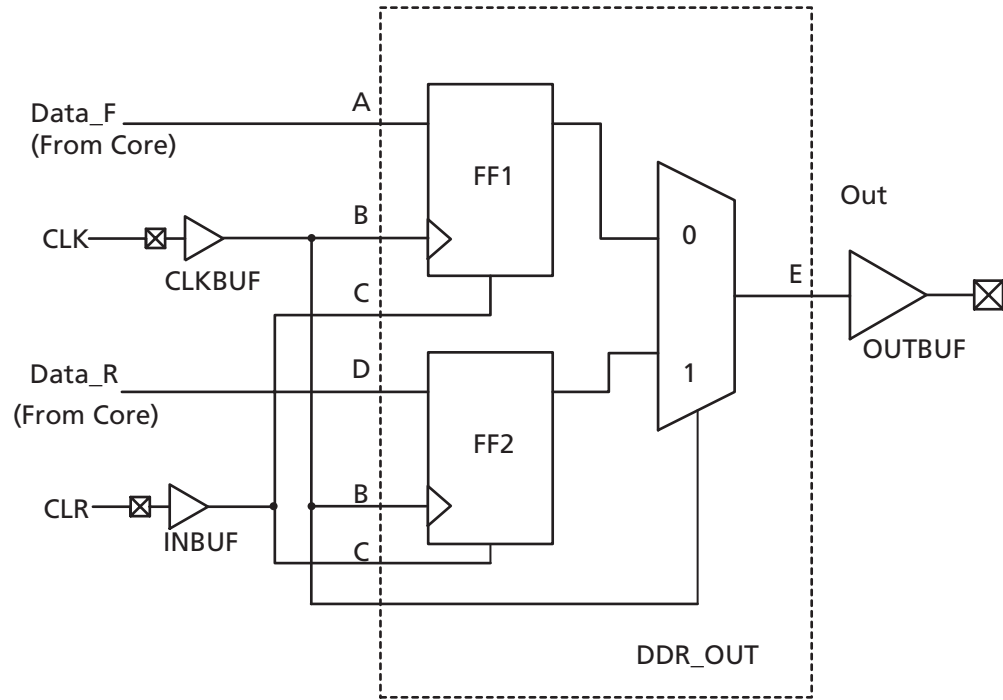 Data_F
(From Core)
A
FF1
CLK
CLKBUF
B
C
0
Out
E
OUTBUF
Data_R
(From Core)
D
FF2
1
CLR
INBUF
B
C
DDR_OUT